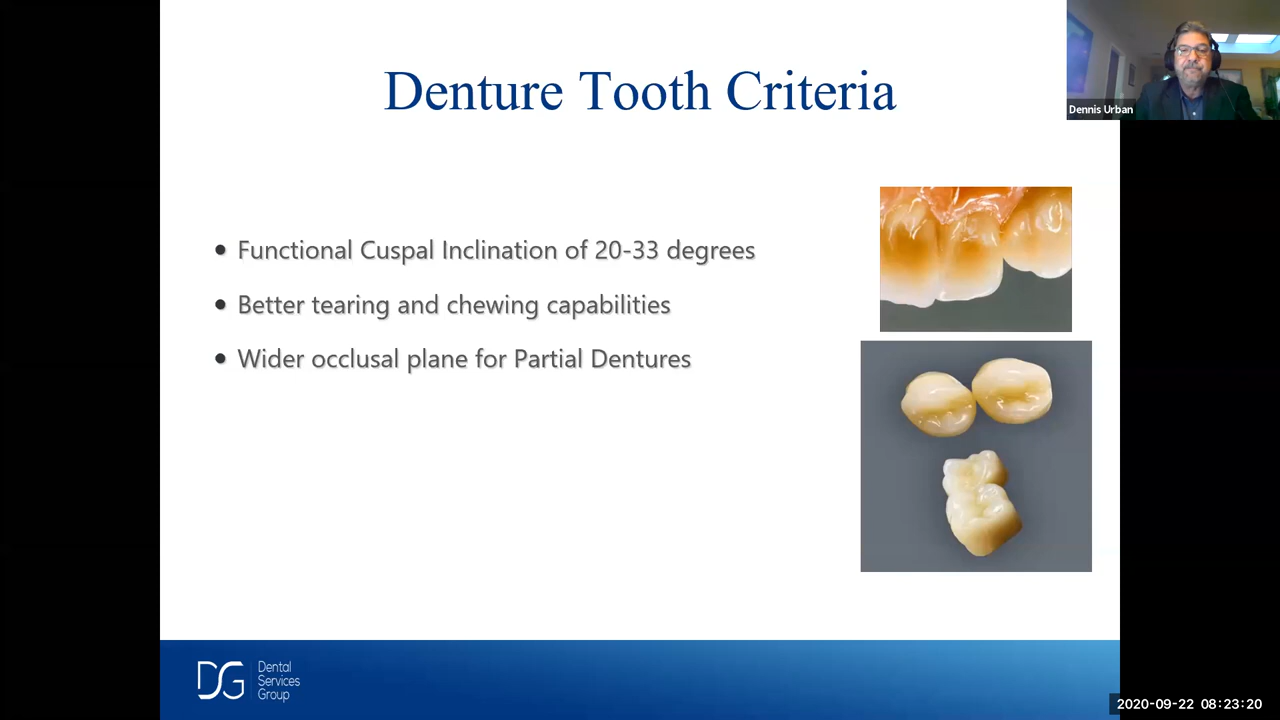 Denture Tooth Criteria
Dennis Urban
• Functional Cuspal Inclination of 20-33 degrees
• Better tearing and chewing capabilities
• Wider occlusal plane for Partial Dentures
DG
Dental
Services
Group
2020-09-22 08:23:20